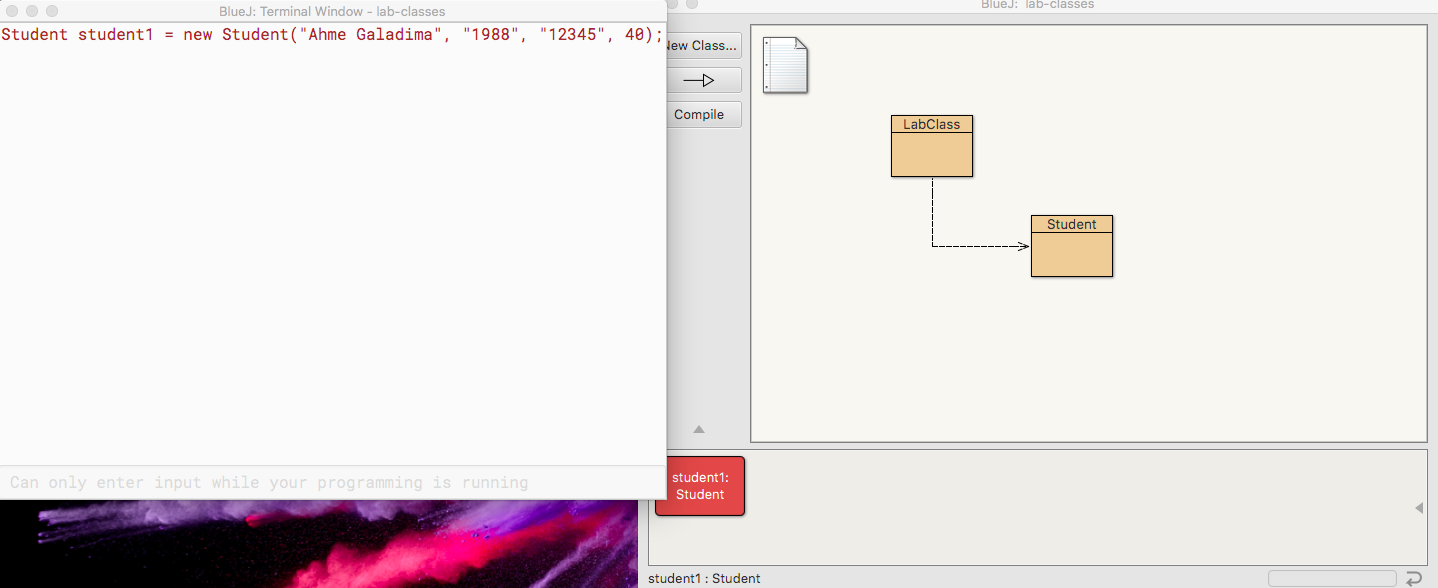 BlueJ: Terminal Window - lab-classes
Student student1 = new Student("Ahme Galadima", "1988", "12345", 40);
Can only enter input while your programming is running
BlueJ: lab-classes
New Class...
Compile
LabClass
Student
student1:
Student
student1 : Student